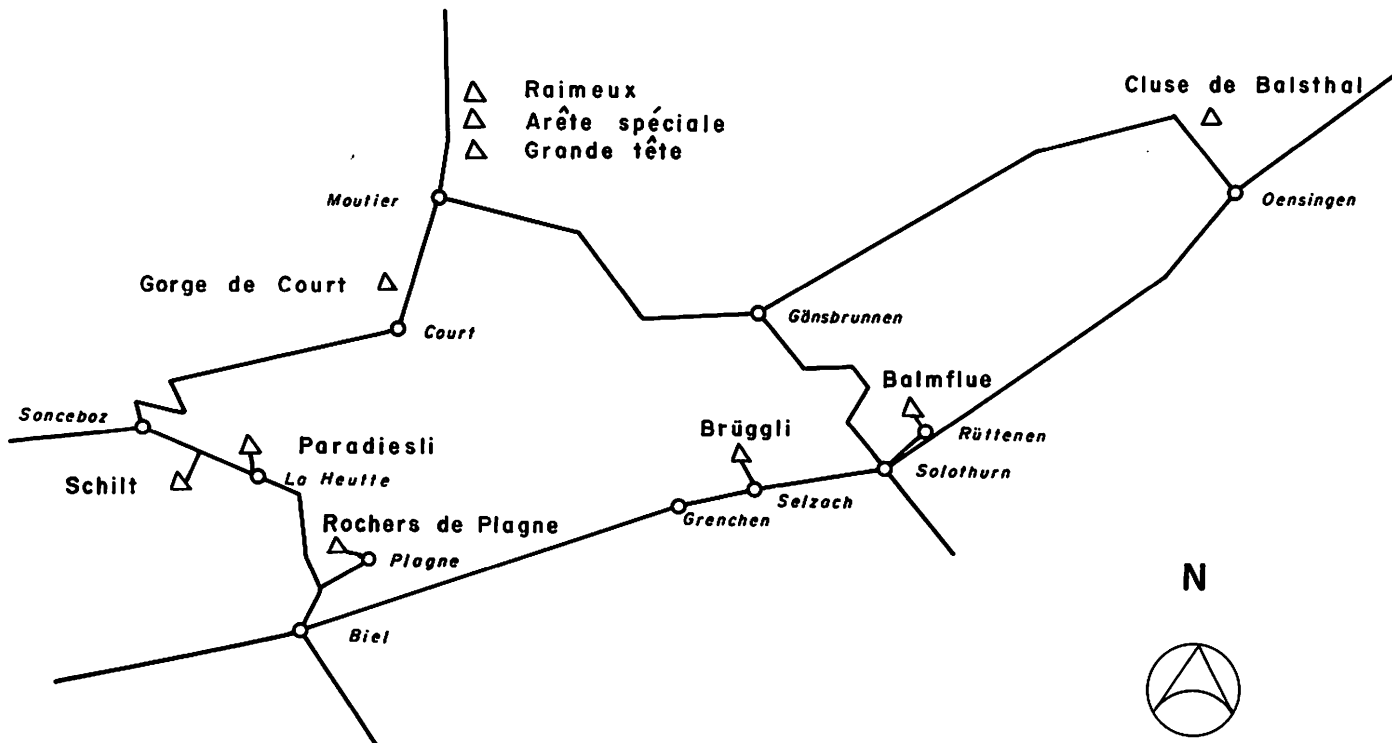 Raimeux
Arête spéciale
Grande tête
Cluse de Balsthal
Moutier
Oensingen
Gorge de Court
Court
Gänsbrunnen
Balmflue
Sonceboz
Paradiesli
Brüggli
Rüttenen
Schilt
La Heutte
Solothurn
Selzach
Grenchen
Rochers de Plagne
Plagne
N
Biel